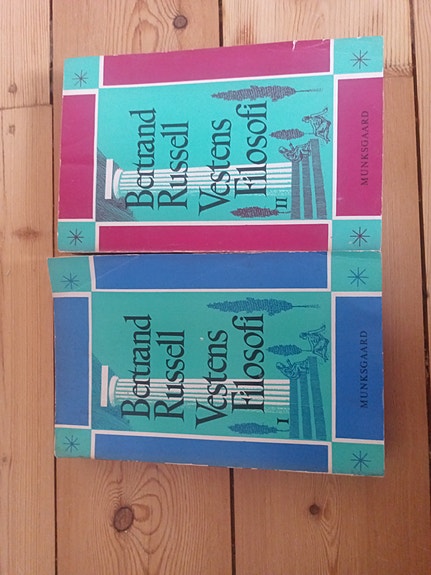 Bertrand
Russell
Vestens
Filosofi
II
MUNKSGAARD
Bertrand
Russell
Vestens
Filosofi
I
MUNKSGAARD